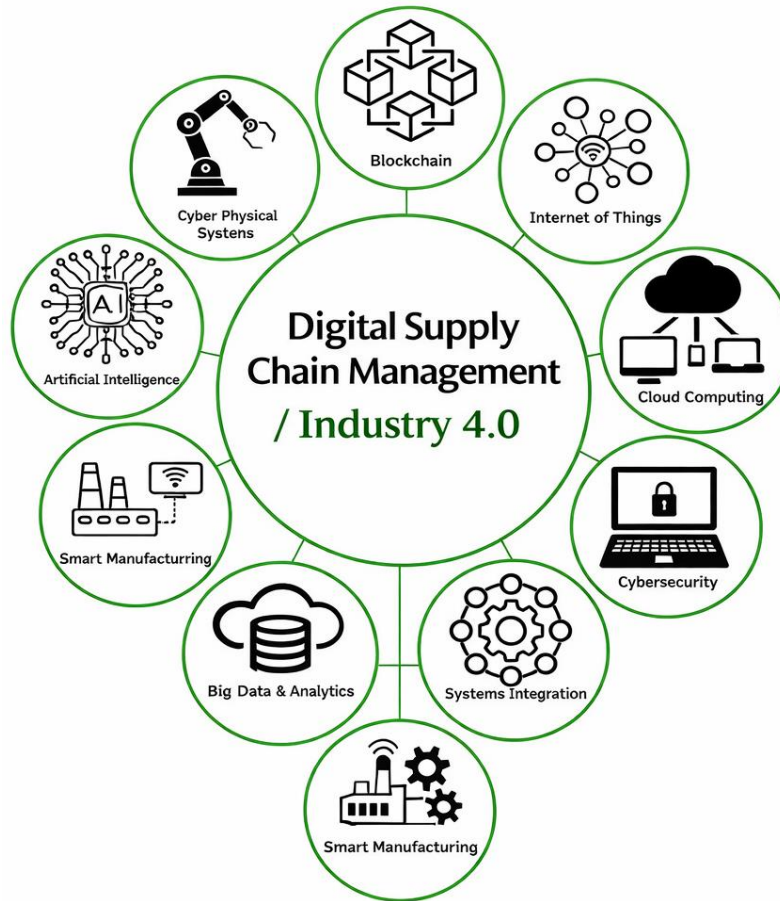 Digital Supply
Chain Management
/ Industry 4.0
Blockchain
Internet of Things
Cloud Computing
Cybersecurity
Systems Integration
Smart Manufacturing
Big Data & Analytics
Smart Manufacturring
Artificial Intelligence
AI
Cyber Physical
Systens